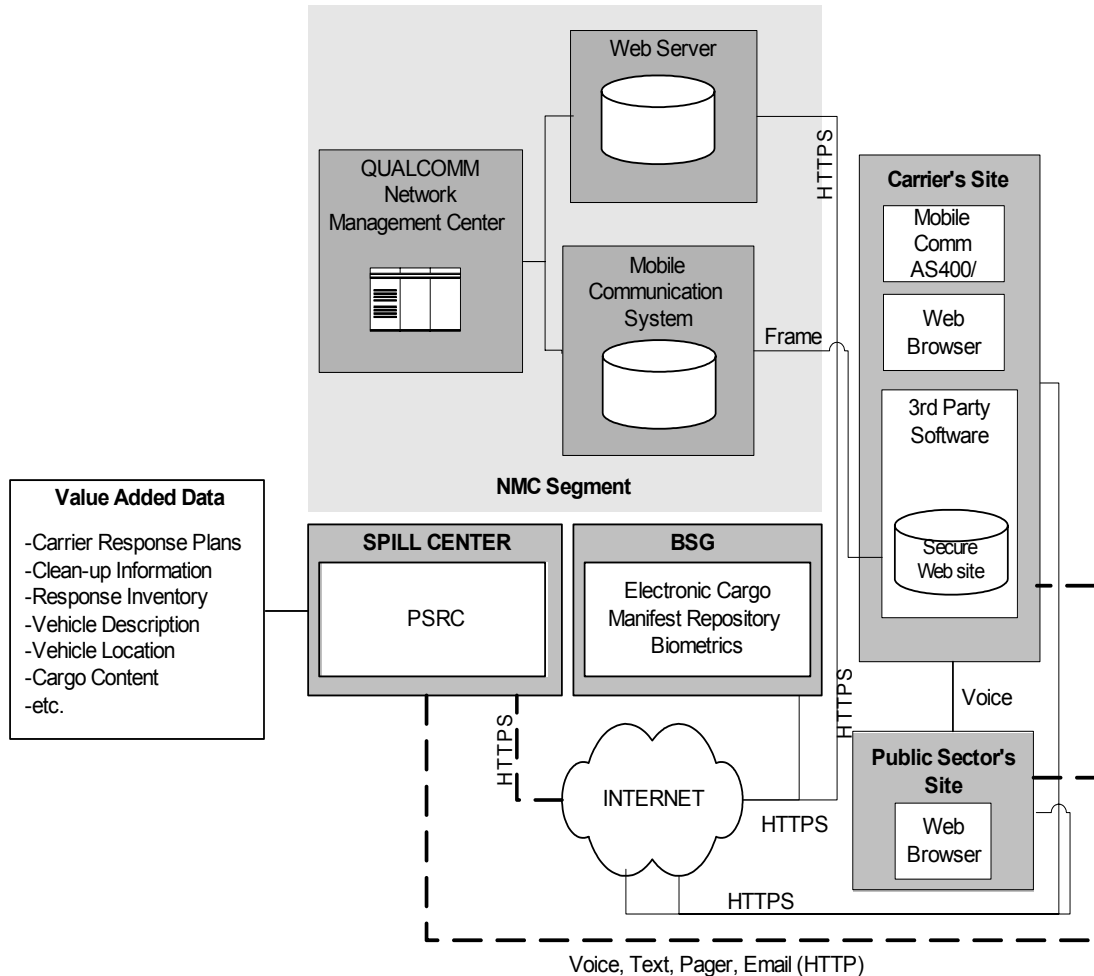 Web Server
QUALCOMM
Network
Management Center
HTTPS
Carrier's Site
Mobile
Comm
AS400/
Mobile
Communication
System
Web
Browser
Frame
3rd Party
Software
Secure
Web site
NMC Segment
Value Added Data
-Carrier Response Plans
-Clean-up Information
-Response Inventory
-Vehicle Description
-Vehicle Location
-Cargo Content
-etc.
SPILL CENTER
PSRC
BSG
Electronic Cargo
Manifest Repository
Biometrics
HTTPS
Voice
HTTPS
INTERNET
HTTPS
Public Sector's
Site
Web
Browser
HTTPS
Voice, Text, Pager, Email (HTTP)